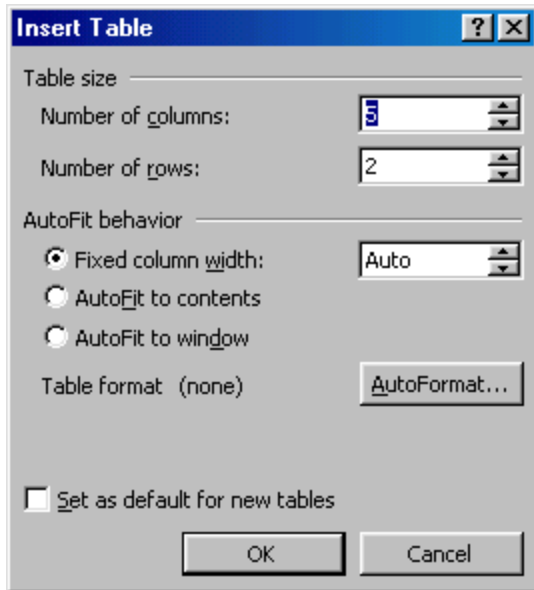 Insert Table
Table size
Number of columns: 5
Number of rows: 2
AutoFit behavior
Fixed column width: Auto
AutoFit to contents
AutoFit to window
Table format (none) AutoFormat...
Set as default for new tables
OK Cancel